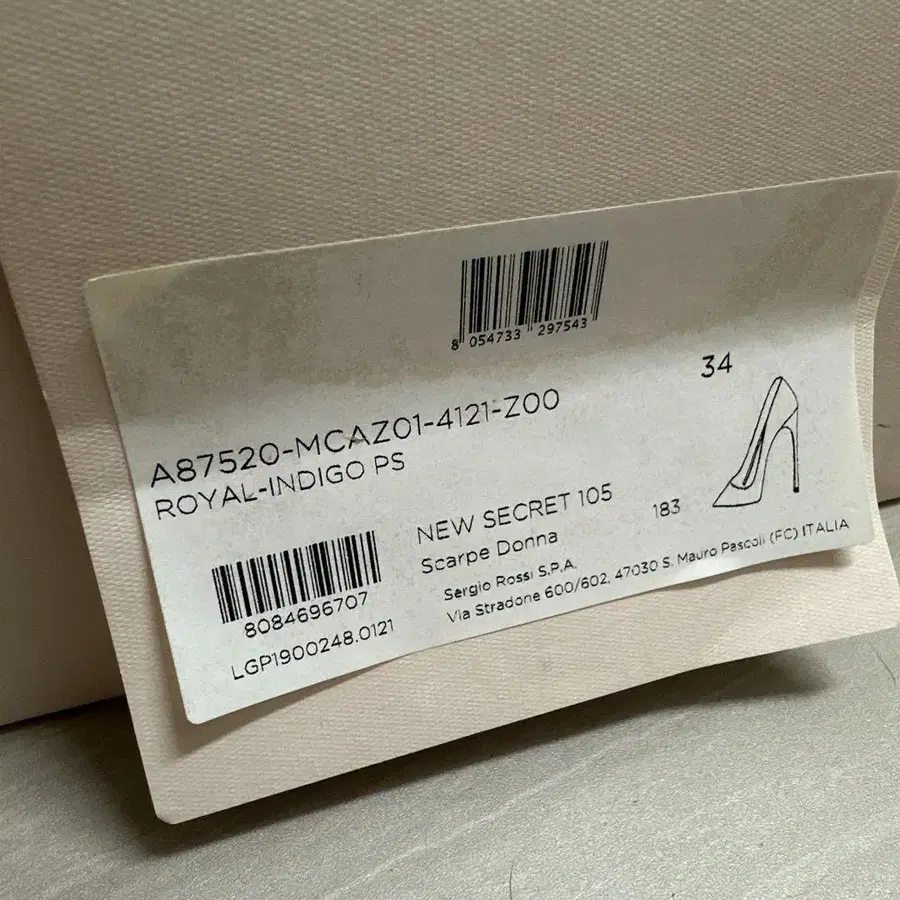 8 054733 297543
34
A87520-MCAZ01-4121-Z00
ROYAL-INDIGO PS
NEW SECRET 105
183
Scarpe Donna
8084696707
Sergio Rossi S.P.A.
LGP1900248.0121
Via Stradone 600/602, 47030 S. Mauro Pascoli (FC) ITALIA